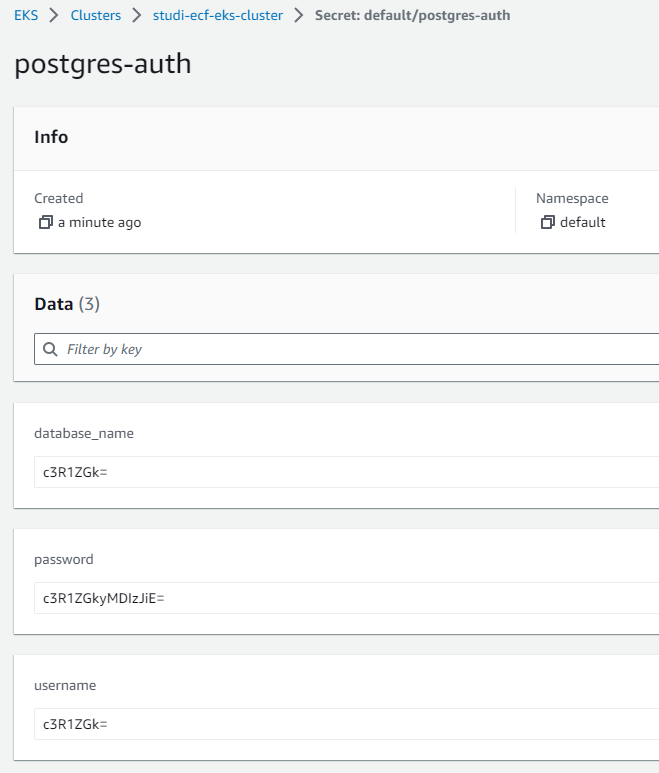 EKS > Clusters > studi-ecf-eks-cluster > Secret: default/postgres-auth
postgres-auth
Info
Created
a minute ago
Namespace
default
Data (3)
Filter by key
database_name
c3R1ZGk=
password
c3R1ZGkyMDIzJiE=
username
c3R1ZGk=